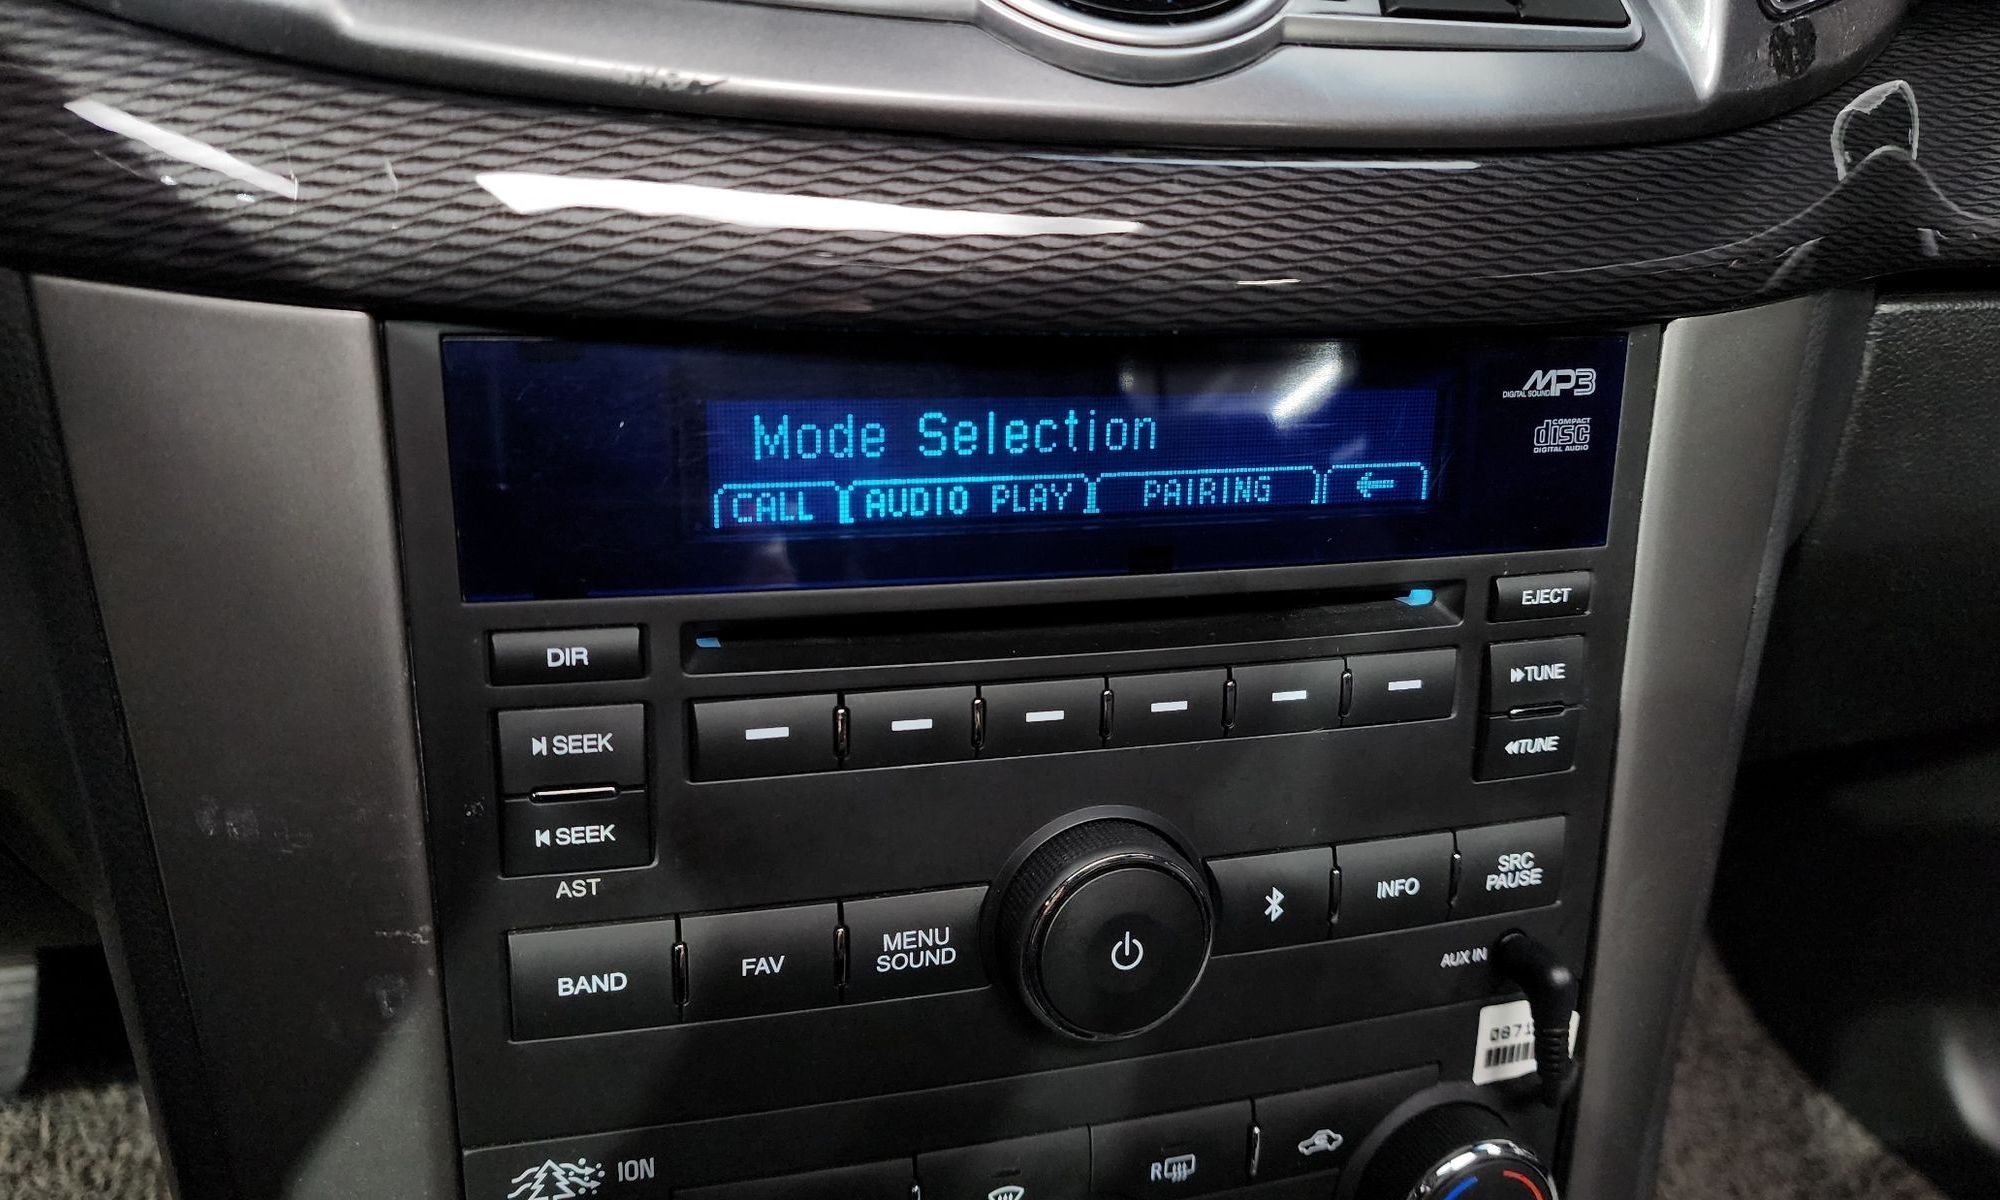 Mode Selection
CALL AUDIO PLAY PAIRING ←
MP3
DIGITAL SOUND
COMPACT
disc
DIGITAL AUDIO
EJECT
DIR
TUNE
SEEK
TUNE
SEEK
AST
BAND
FAV
MENU
SOUND
INFO
SRC
PAUSE
AUX IN
ION
R